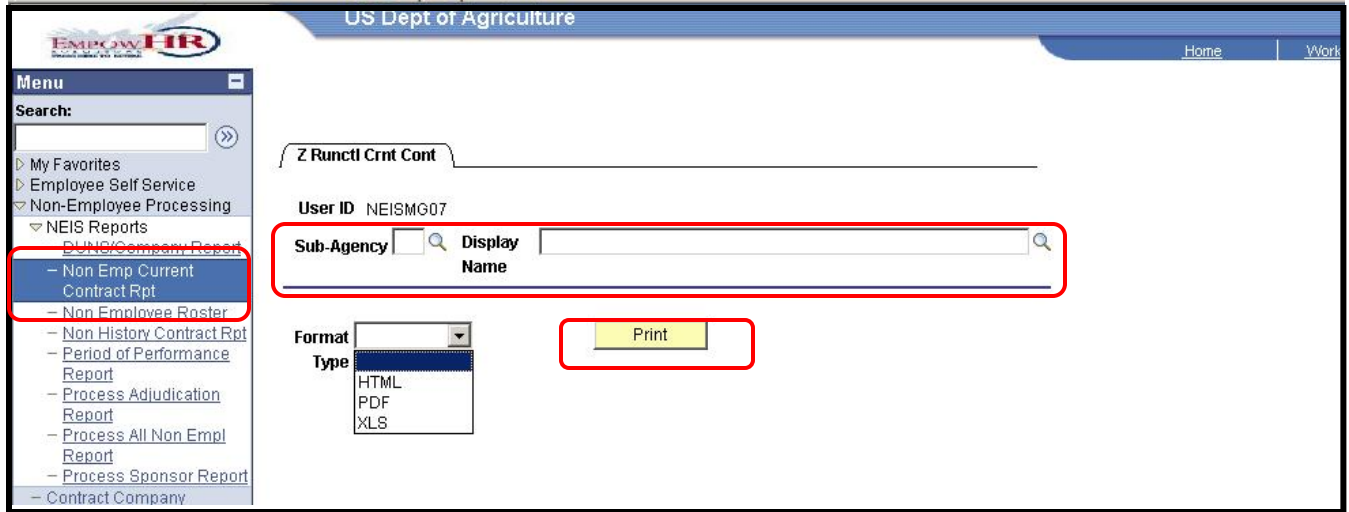 US Dept of Agriculture
EMPOWHR
Home
Work
Menu
Search:
My Favorites
Employee Self Service
Non-Employee Processing
NEIS Reports
DUNS/Company Report
– Non Emp Current
Contract Rpt
– Non Employee Roster
– Non History Contract Rpt
– Period of Performance
Report
– Process Adjudication
Report
– Process All Non Empl
Report
– Process Sponsor Report
– Contract Company
Z Runctl Crnt Cont
User ID NEISMG07
Sub-Agency Display
Name
Format Print
Type
HTML
PDF
XLS